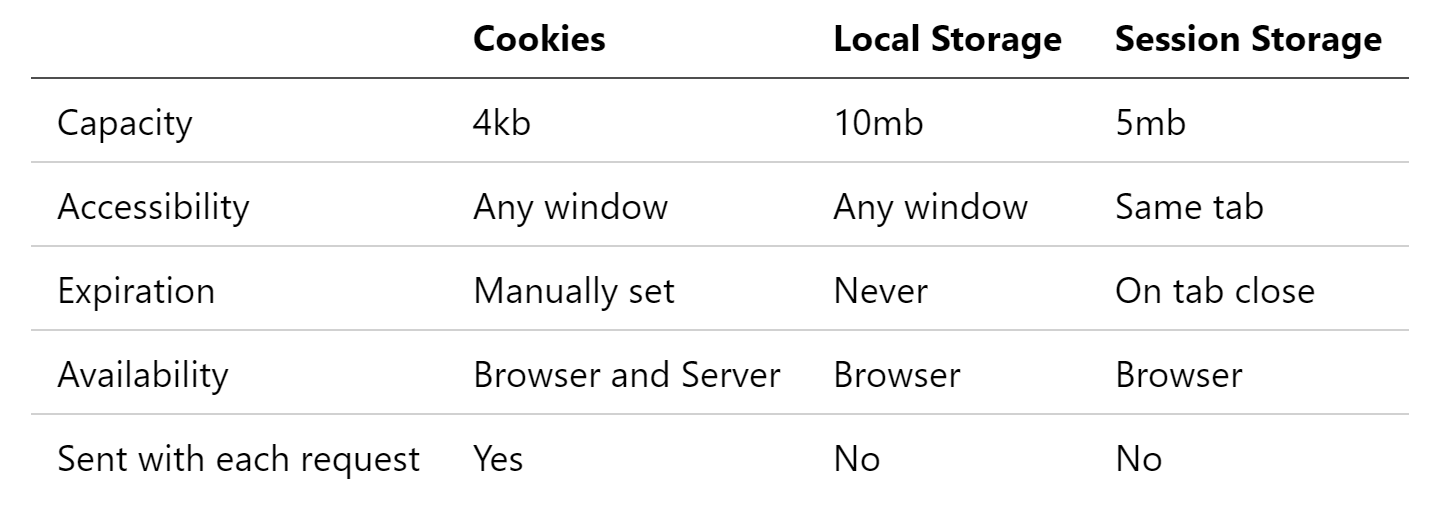 Cookies Local Storage Session Storage
Capacity 4kb 10mb 5mb
Accessibility Any window Any window Same tab
Expiration Manually set Never On tab close
Availability Browser and Server Browser Browser
Sent with each request Yes No No